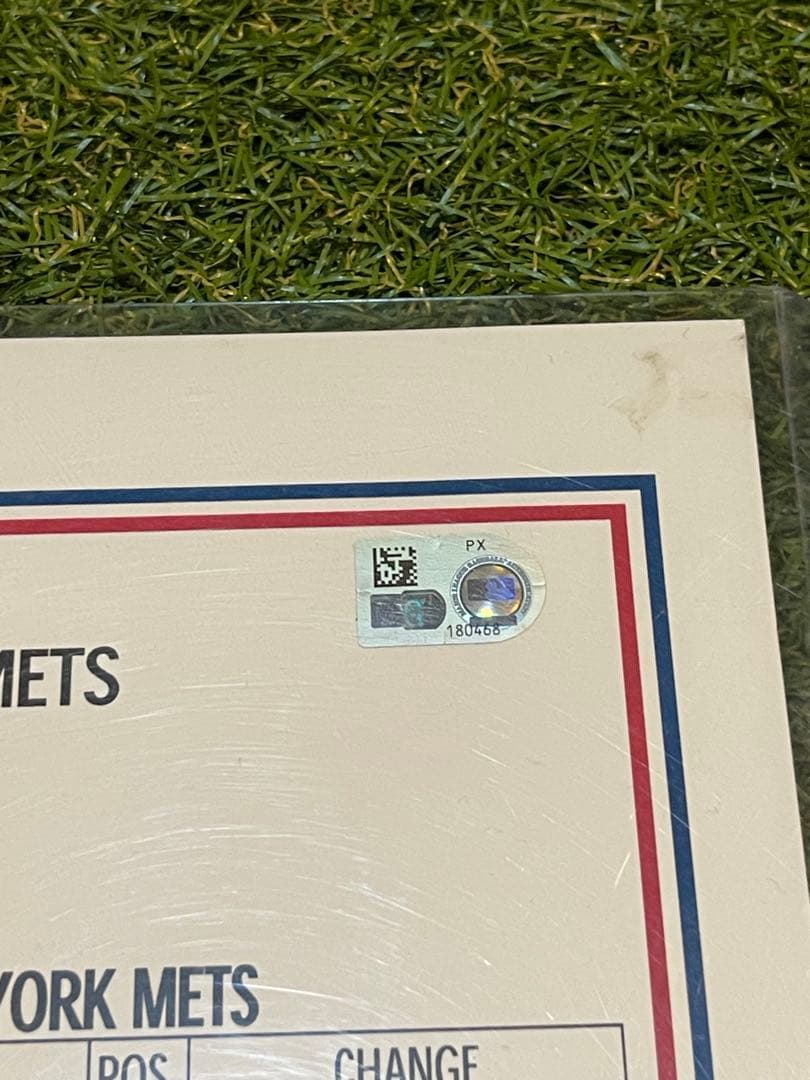 PX
180468
METS
YORK METS
POS. CHANGE